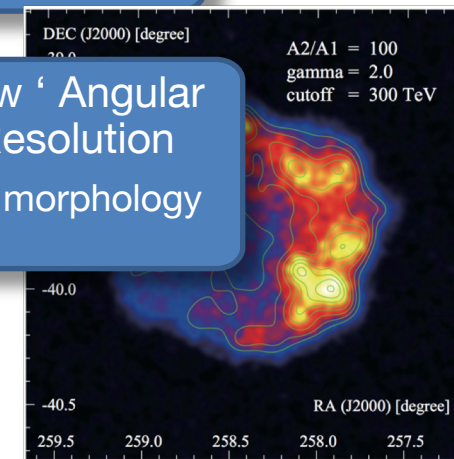 DEC (J2000) [degree]
A2/A1 = 100
gamma = 2.0
cutoff = 300 TeV
‘ Angular
morphology
-40.0
-40.5
RA (J2000) [degree]
259.5 259.0 258.5 258.0 257.5